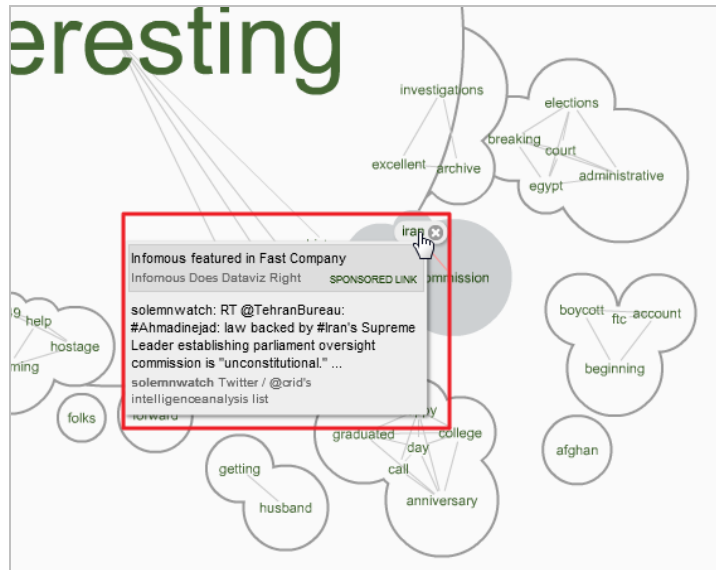 eresting
investigations
elections
breaking
court
excellent
archive
egypt
administrative
iran
Infomous featured in Fast Company
Infomous Does Dataviz Right
SPONSORED LINK
ommission
solemnwatch: RT @TehranBureau:
#Ahmadinejad: law backed by #Iran's Supreme
Leader establishing parliament oversight
commission is "unconstitutional." ...
solemnwatch Twitter / @crid's
intelligenceanalysis list
help
hostage
ming
boycott
ftc
account
beginning
folks
forward
py
graduated
college
day
call
anniversary
afghan
getting
husband